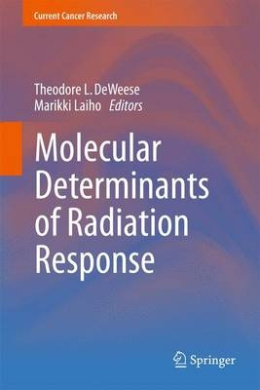 Current Cancer Research
Theodore L. DeWeese
Marikki Laiho Editors
Molecular
Determinants
of Radiation
Response
Springer